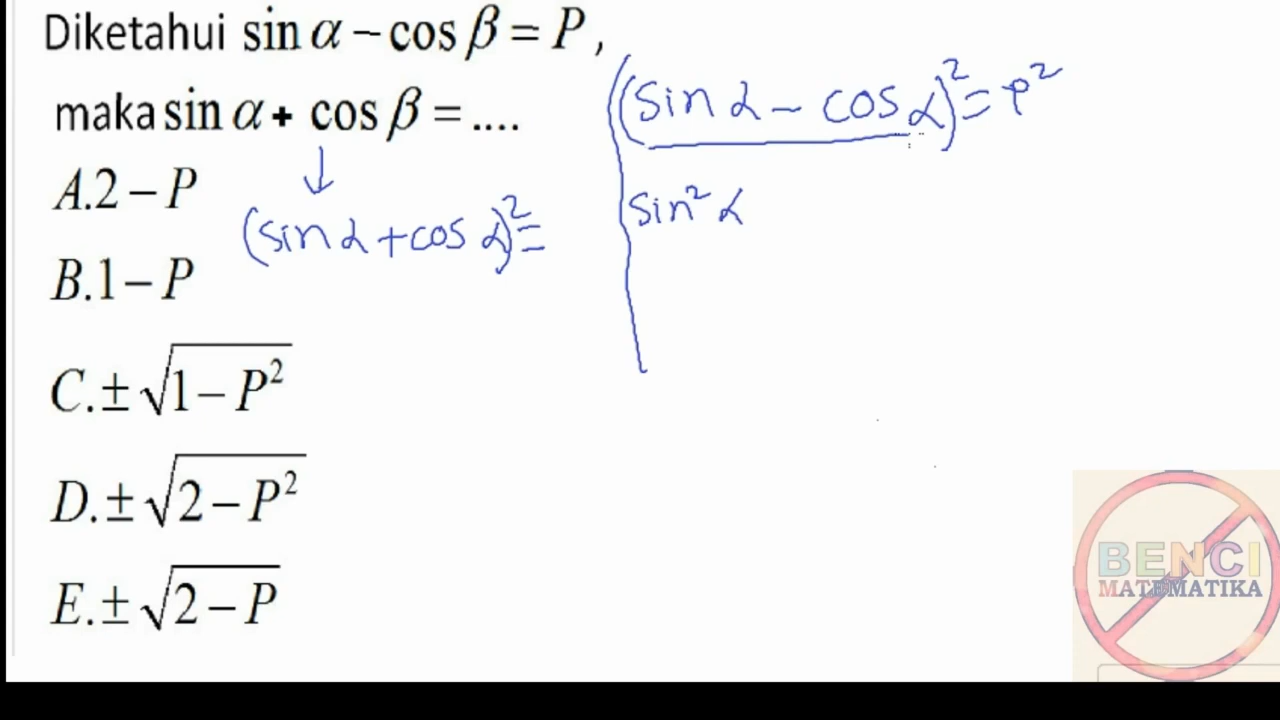 Diketahui sin α − cos β = P,
maka sin α + cos β = ....
A. 2 − P
B. 1 − P
C. ± √(1 − P²)
D. ± √(2 − P²)
E. ± √(2 − P)
↓
(sin α + cos α)² =
(sin α − cos α)² = P²
sin² α
BENCI
MATEMATIKA